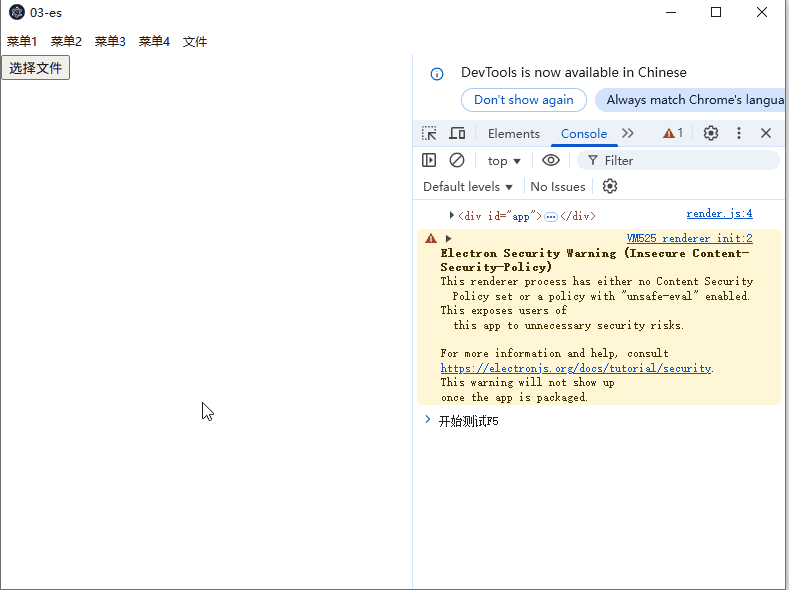 03-es
菜单1 菜单2 菜单3 菜单4 文件
选择文件
DevTools is now available in Chinese
Don't show again
Always match Chrome's langua
Elements Console 1
top Filter
Default levels No Issues
<div id="app">…</div> render.js:4
VM525 renderer_init:2
Electron Security Warning (Insecure Content-
Security-Policy)
This renderer process has either no Content Security
Policy set or a policy with "unsafe-eval" enabled.
This exposes users of
this app to unnecessary security risks.
For more information and help, consult
https://electronjs.org/docs/tutorial/security.
This warning will not show up
once the app is packaged.
开始测试F5